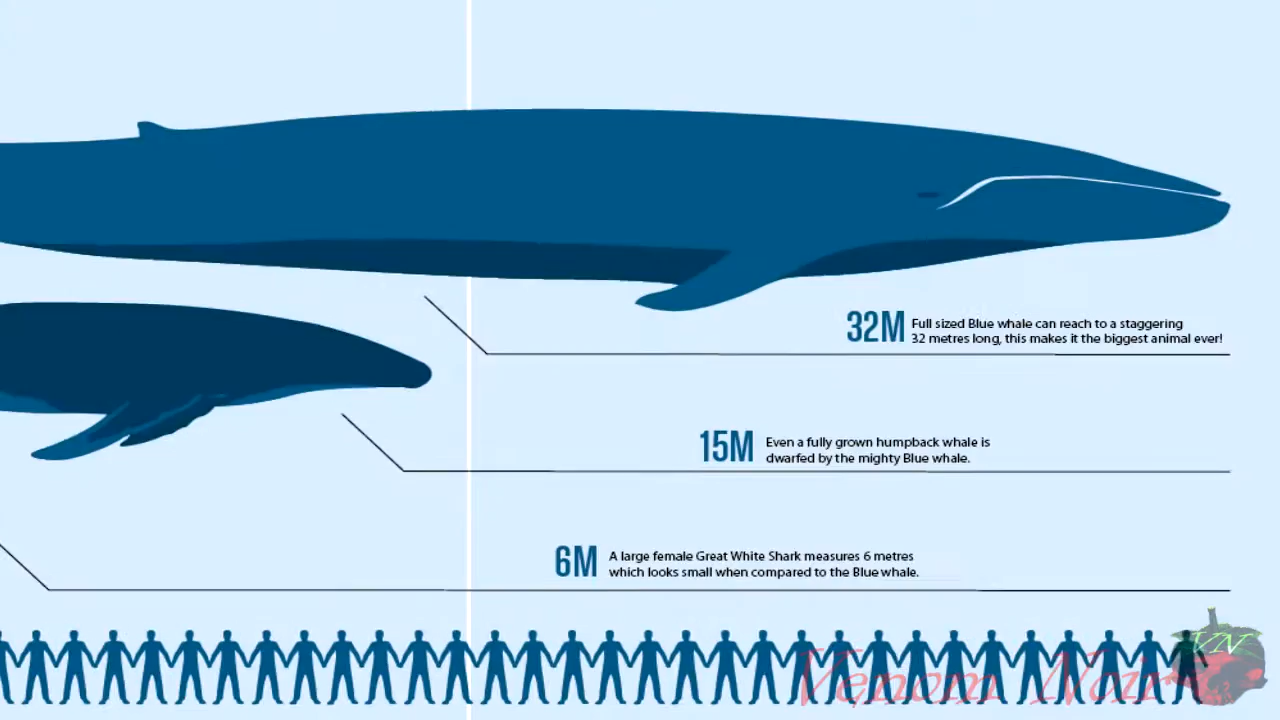 32M
Full sized Blue whale can reach to a staggering
32 metres long, this makes it the biggest animal ever!
15M
Even a fully grown humpback whale is
dwarfed by the mighty Blue whale.
6M
A large female Great White Shark measures 6 metres
which looks small when compared to the Blue whale.
VN
Venom Noir